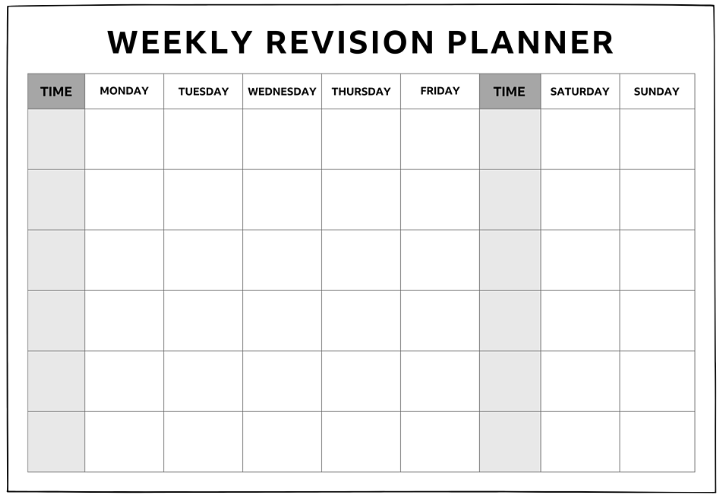 WEEKLY REVISION PLANNER
TIME MONDAY TUESDAY WEDNESDAY THURSDAY FRIDAY TIME SATURDAY SUNDAY